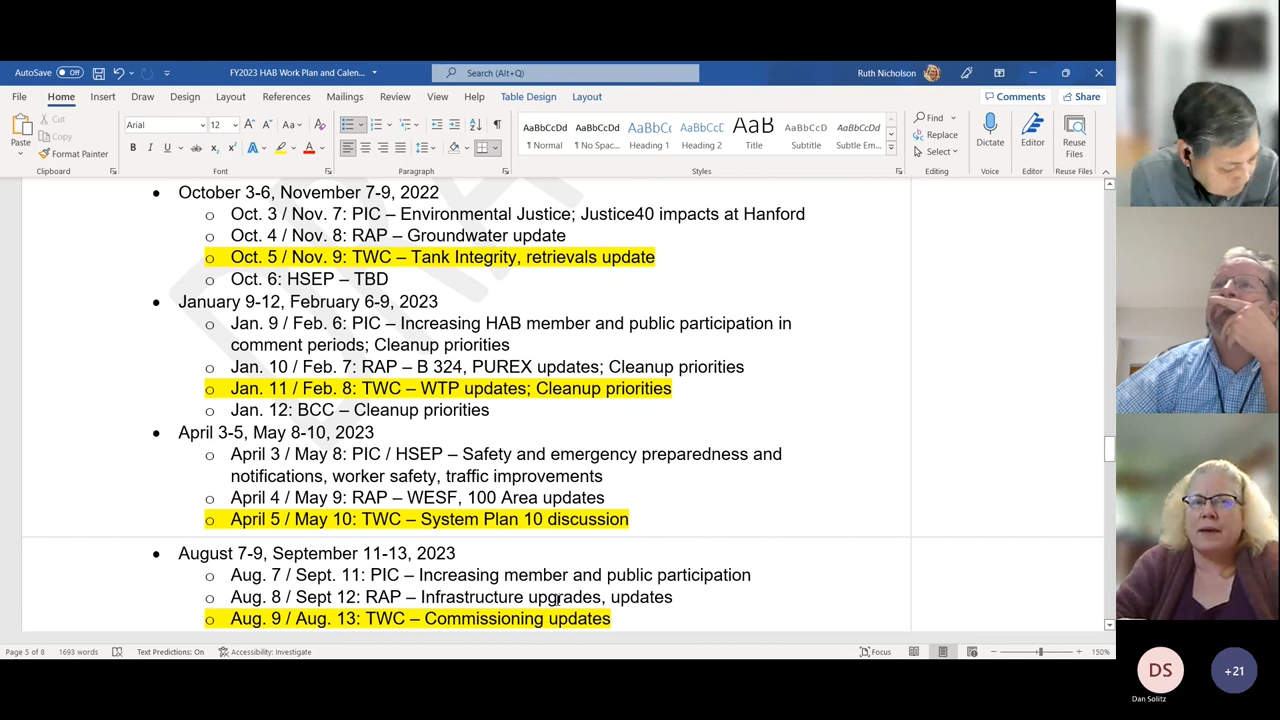 AutoSave Off
FY2023 HAB Work Plan and Calen...
Search (Alt+Q)
Ruth Nicholson
File Home Insert Draw Design Layout References Mailings Review View Help Table Design Layout
Comments
Share
Paste
Cut
Copy
Format Painter
Clipboard
Arial
12
Font
Paragraph
AaBbCcDd
¶ Normal
AaBbCcDd
¶ No Spac...
AaBbCc
Heading 1
AaBbCcD
Heading 2
AaB
Title
AaBbCcD
Subtitle
AaBbCcDd
Subtle Em...
Styles
Find
Replace
Select
Editing
Dictate
Voice
Editor
Editor
Reuse
Files
Reuse Files
• October 3-6, November 7-9, 2022
o Oct. 3 / Nov. 7: PIC – Environmental Justice; Justice40 impacts at Hanford
o Oct. 4 / Nov. 8: RAP – Groundwater update
o Oct. 5 / Nov. 9: TWC – Tank Integrity, retrievals update
o Oct. 6: HSEP – TBD
• January 9-12, February 6-9, 2023
o Jan. 9 / Feb. 6: PIC – Increasing HAB member and public participation in
comment periods; Cleanup priorities
o Jan. 10 / Feb. 7: RAP – B 324, PUREX updates; Cleanup priorities
o Jan. 11 / Feb. 8: TWC – WTP updates; Cleanup priorities
o Jan. 12: BCC – Cleanup priorities
• April 3-5, May 8-10, 2023
o April 3 / May 8: PIC / HSEP – Safety and emergency preparedness and
notifications, worker safety, traffic improvements
o April 4 / May 9: RAP – WESF, 100 Area updates
o April 5 / May 10: TWC – System Plan 10 discussion
• August 7-9, September 11-13, 2023
o Aug. 7 / Sept. 11: PIC – Increasing member and public participation
o Aug. 8 / Sept 12: RAP – Infrastructure upgrades, updates
o Aug. 9 / Aug. 13: TWC – Commissioning updates
Page 5 of 8 1693 words Text Predictions: On Accessibility: Investigate
Focus
150%
DS
Dan Solitz
+21